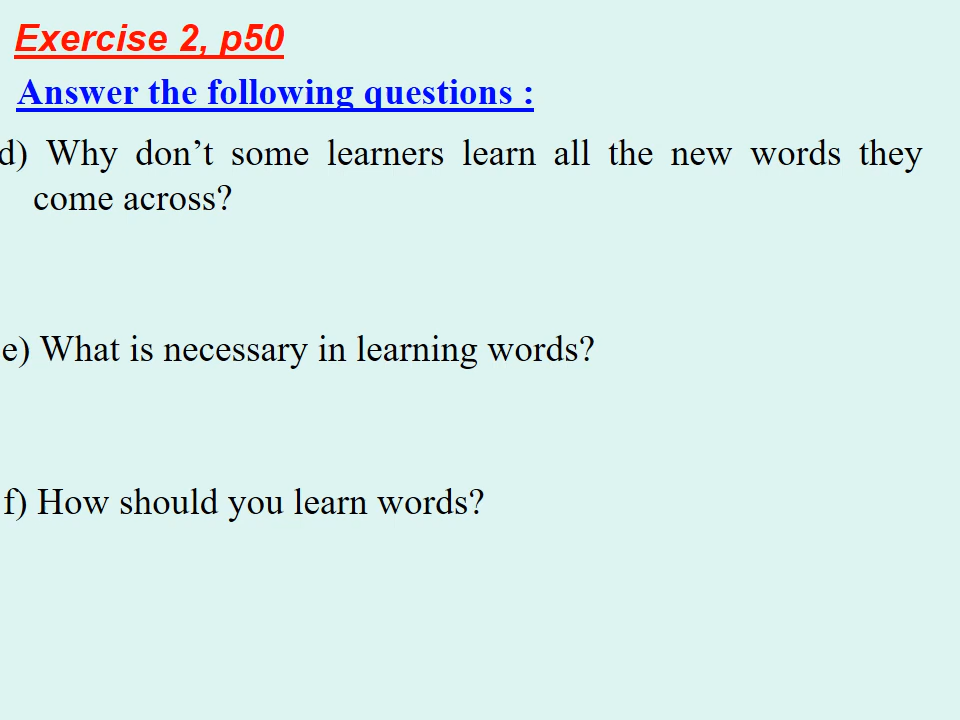 Exercise 2, p50
Answer the following questions :
d) Why don’t some learners learn all the new words they
come across?
e) What is necessary in learning words?
f) How should you learn words?